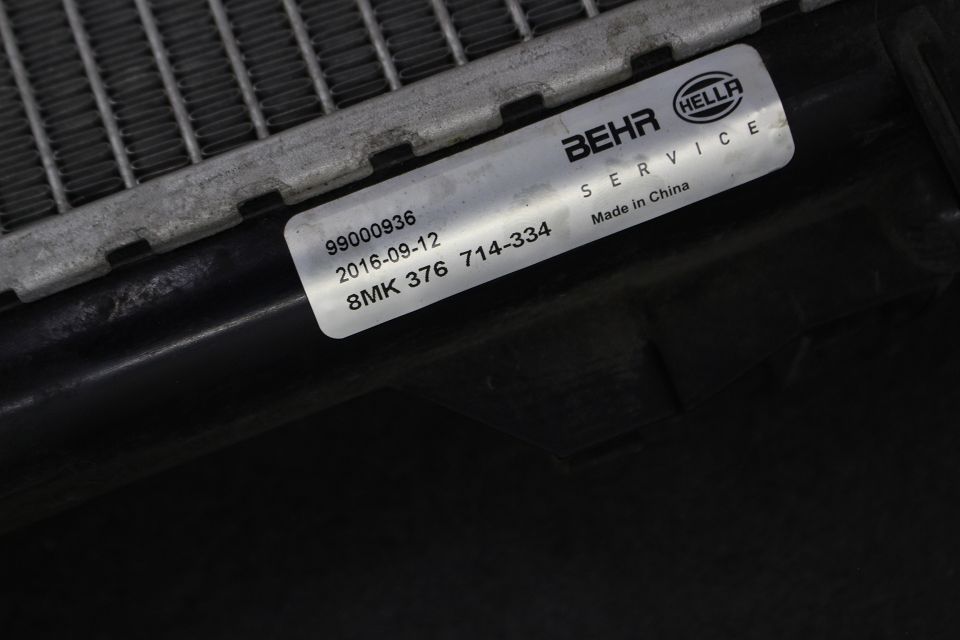 BEHR HELLA
SERVICE
Made in China
99000936
2016-09-12
8MK 376 714-334